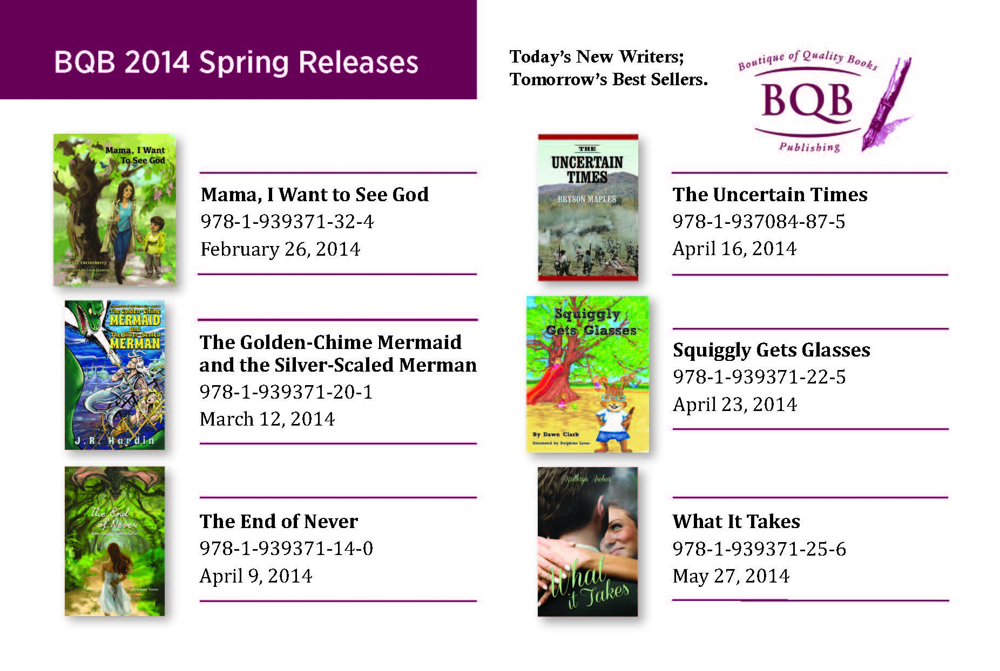 BQB 2014 Spring Releases
Today's New Writers;
Tomorrow's Best Sellers.
Boutique of Quality Books
BQB
Publishing
Mama, I Want
To See God
Written by
Vanessa Fortenberry
Illustrated by Leah Jennings
Mama, I Want to See God
978-1-939371-32-4
February 26, 2014
The Golden-Chime
MERMAID
and
The Silver-Scaled
MERMAN
J.R. Hardin
The Golden-Chime Mermaid
and the Silver-Scaled Merman
978-1-939371-20-1
March 12, 2014
The End
of Never
The End of Never
978-1-939371-14-0
April 9, 2014
THE
UNCERTAIN
TIMES
BRYSON MAPLES
The Uncertain Times
978-1-937084-87-5
April 16, 2014
Squiggly
Gets Glasses
By Dawn Clark
Illustrated by Delphine
Squiggly Gets Glasses
978-1-939371-22-5
April 23, 2014
Kathryn Archer
What
it Takes
What It Takes
978-1-939371-25-6
May 27, 2014